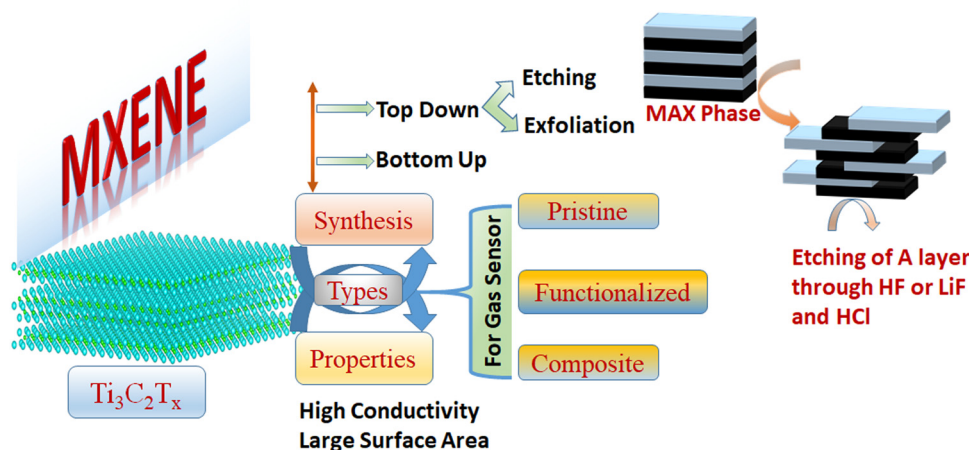 MXENE
Etching
Top Down
Exfoliation
Bottom Up
MAX Phase
Etching of A layer
through HF or LiF
and HCl
Synthesis
Types
Properties
High Conductivity
Large Surface Area
For Gas Sensor
Pristine
Functionalized
Composite
Ti₃C₂Tₓ